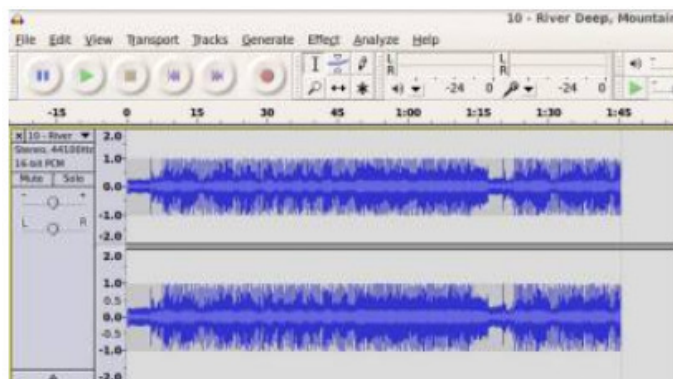 10 - River Deep, Mountain
File Edit View Transport Tracks Generate Effect Analyze Help
L
R
L
R
-24 0 -24 0
-15 0 15 30 45 1:00 1:15 1:30 1:45
x 10 - River
Stereo, 44100Hz
16-bit PCM
Mute Solo
- +
L R
2.0
1.0
0.0
-1.0
-2.0
2.0
1.0
0.5
0.0
-0.5
-1.0
-2.0